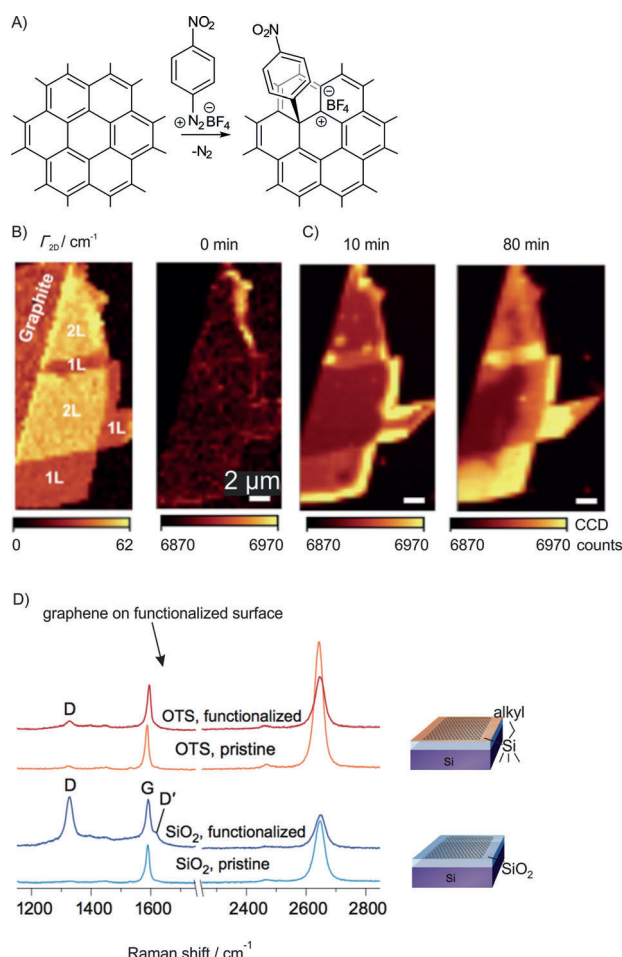 A)
NO₂
O₂N
N₂BF₄
⊕ ⊖
-N₂
⊖
BF₄
⊕
B) Γ₂D / cm⁻¹
0 min
C) 10 min
80 min
Graphite
2L
1L
2L
1L
1L
2 μm
0 62
6870 6970
6870 6970
6870 6970
CCD
counts
D)
graphene on functionalized surface
D
OTS, functionalized
OTS, pristine
D
G
D'
SiO₂, functionalized
SiO₂, pristine
1200 1400 1600 2400 2600 2800
Raman shift / cm⁻¹
alkyl
Si
Si
SiO₂
Si